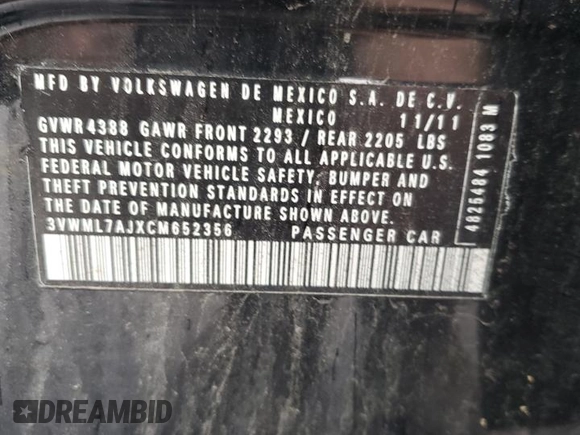 MFD BY VOLKSWAGEN DE MEXICO S.A. DE C.V.
MEXICO 11/11
GVWR 4388 GAWR FRONT 2293 / REAR 2205 LBS
THIS VEHICLE CONFORMS TO ALL APPLICABLE U.S.
FEDERAL MOTOR VEHICLE SAFETY, BUMPER AND
THEFT PREVENTION STANDARDS IN EFFECT ON
THE DATE OF MANUFACTURE SHOWN ABOVE.
3VWML7AJXCM652356 PASSENGER CAR
4625484 1083 M
DREAMBID